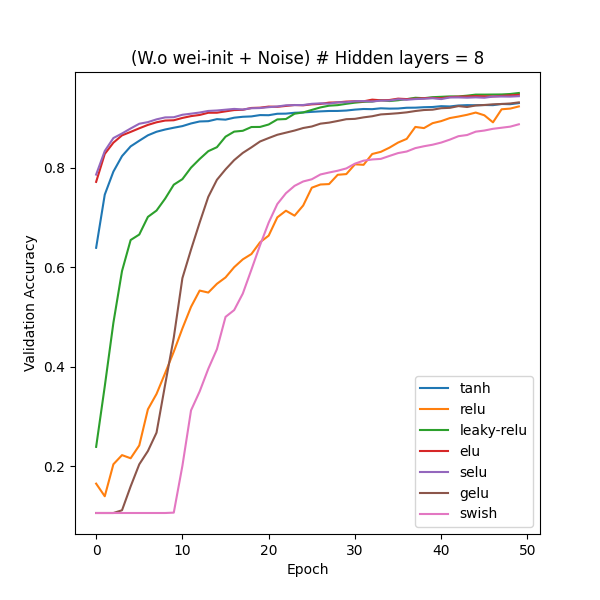 (W.o wei-init + Noise) # Hidden layers = 8
Validation Accuracy
0.8
0.6
0.4
0.2
0
10
20
30
40
50
Epoch
tanh
relu
leaky-relu
elu
selu
gelu
swish